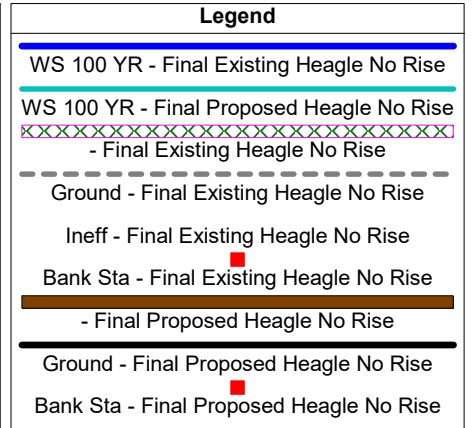 Legend
WS 100 YR - Final Existing Heagle No Rise
WS 100 YR - Final Proposed Heagle No Rise
- Final Existing Heagle No Rise
Ground - Final Existing Heagle No Rise
Ineff - Final Existing Heagle No Rise
Bank Sta - Final Existing Heagle No Rise
- Final Proposed Heagle No Rise
Ground - Final Proposed Heagle No Rise
Bank Sta - Final Proposed Heagle No Rise